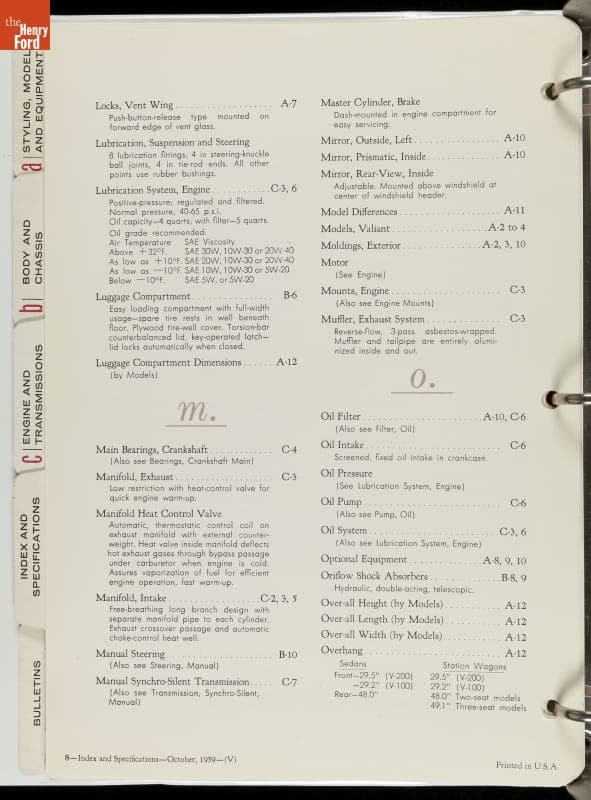 the
Henry
Ford
a | STYLING, MODEL
AND EQUIPMENT
b | BODY AND
CHASSIS
c | ENGINE AND
TRANSMISSIONS
INDEX AND
SPECIFICATIONS
BULLETINS
Locks, Vent Wing . . . . . . . . . . . . . . . . . . . A-7
Push-button-release type mounted on
forward edge of vent glass.
Lubrication, Suspension and Steering
8 lubrication fittings, 4 in steering-knuckle
ball joints, 4 in tie-rod ends. All other
points use rubber bushings.
Lubrication System, Engine . . . . . . . . . . . C-3, 6
Positive-pressure, regulated and filtered.
Normal pressure, 40-65 p.s.i.
Oil capicity—4 quarts, with filter—5 quarts.
Oil grade recommended:
Air Temperature SAE Viscosity
Above +32°F. SAE 30W, 10W-30 or 20W-40
As low as +10°F. SAE 20W, 10W-30 or 20W-40
As low as —10°F. SAE 10W, 10W-30 or 5W-20
Below —10°F. SAE 5W, or 5W-20
Luggage Compartment . . . . . . . . . . . . . . . . B-6
Easy loading compartment with full-width
usage—spare tire rests in well beneath
floor. Plywood tire-well cover. Torsion-bar
counterbalanced lid, key-operated latch—
lid locks automatically when closed.
Luggage Compartment Dimensions . . . . . . A-12
(by Models)
m.
Main Bearings, Crankshaft . . . . . . . . . . . . . C-4
(Also see Bearings, Crankshaft Main)
Manifold, Exhaust . . . . . . . . . . . . . . . . . . . C-3
Low restriction with heat-control valve for
quick engine warm-up.
Manifold Heat Control Valve
Automatic, thermostatic control coil on
exhaust manifold with external counter-
weight. Heat valve inside manifold deflects
hot exhaust gases through bypass passage
under carburetor when engine is cold.
Assures vaporization of fuel for efficient
engine operation, fast warm-up.
Manifold, Intake . . . . . . . . . . . . . . . . . . C-2, 3, 5
Free-breathing long branch design with
separate manifold pipe to each cylinder.
Exhaust crossover passage and automatic
choke-control heat well.
Manual Steering . . . . . . . . . . . . . . . . . . . . B-10
(Also see Steering, Manual)
Manual Synchro-Silent Transmission . . . . . C-7
(Also see Transmission, Synchro-Silent,
Manual)
Master Cylinder, Brake
Dash-mounted in engine compartment for
easy servicing.
Mirror, Outside, Left . . . . . . . . . . . . . . . . A-10
Mirror, Prismatic, Inside . . . . . . . . . . . . . A-10
Mirror, Rear-View, Inside
Adjustable. Mounted above windshield at
center of windshield header.
Model Differences . . . . . . . . . . . . . . . . . . . A-11
Models, Valiant . . . . . . . . . . . . . . . . . . A-2 to 4
Moldings, Exterior . . . . . . . . . . . . . . . A-2, 3, 10
Motor
(See Engine)
Mounts, Engine . . . . . . . . . . . . . . . . . . . . . C-3
(Also see Engine Mounts)
Muffler, Exhaust System . . . . . . . . . . . . . . C-3
Reverse-flow, 3-pass. asbestos-wrapped.
Muffler and tailpipe are entirely alumi-
nized inside and out.
o.
Oil Filter . . . . . . . . . . . . . . . . . . . . . . . A-10, C-6
(Also see Filter, Oil)
Oil Intake . . . . . . . . . . . . . . . . . . . . . . . . . . C-6
Screened, fixed oil intake in crankcase.
Oil Pressure
(See Lubrication System, Engine)
Oil Pump . . . . . . . . . . . . . . . . . . . . . . . . . . C-6
(Also see Pump, Oil)
Oil System . . . . . . . . . . . . . . . . . . . . . . . . C-3, 6
(Also see Lubrication System, Engine)
Optional Equipment . . . . . . . . . . . . . . A-8, 9, 10
Oriflow Shock Absorbers . . . . . . . . . . . . . B-8, 9
Hydraulic, double-acting, telescopic.
Over-all Height (by Models) . . . . . . . . . . . A-12
Over-all Length (by Models) . . . . . . . . . . . A-12
Over-all Width (by Models) . . . . . . . . . . . . A-12
Overhang . . . . . . . . . . . . . . . . . . . . . . . . . . A-12
Sedans Station Wagons
Front—29.5" (V-200) 29.5" (V-200)
—29.2" (V-100) 29.2" (V-100)
Rear—48.0" 48.0" Two-seat models
49.1" Three-seat models
8—Index and Specifications—October, 1959—(V)
Printed in U.S.A.